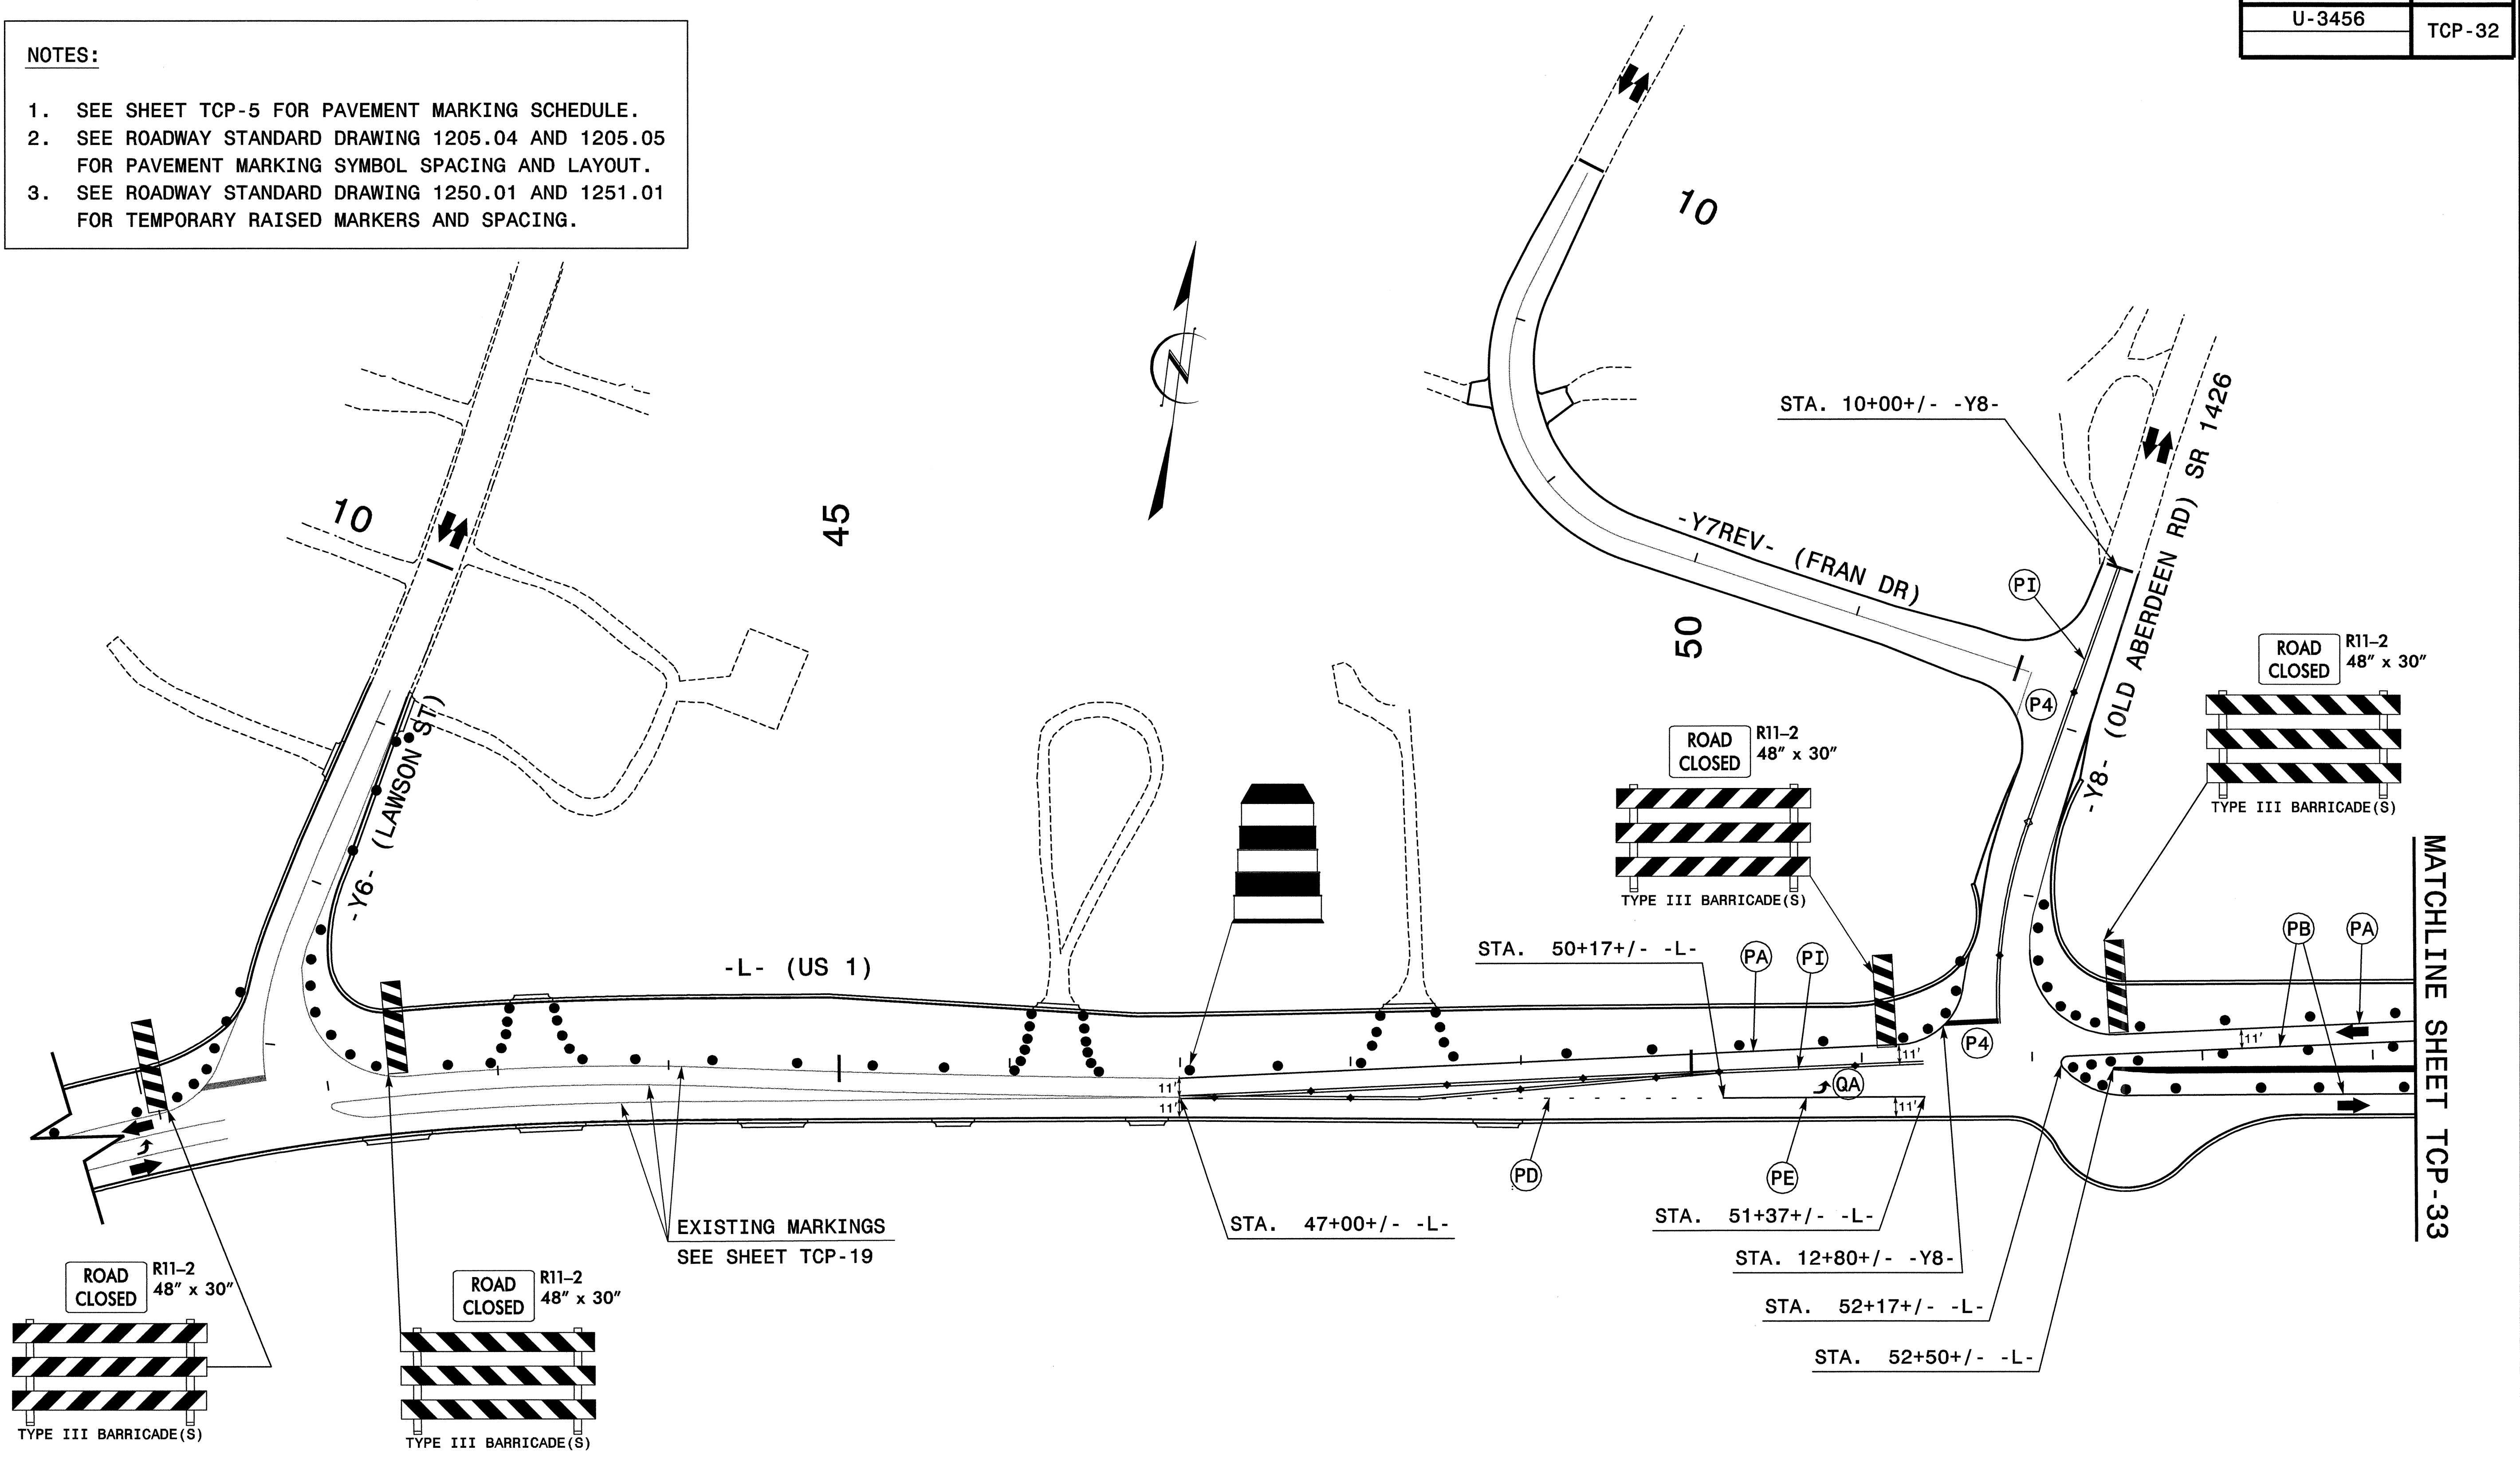 U-3456
TCP-32
NOTES:
1. SEE SHEET TCP-5 FOR PAVEMENT MARKING SCHEDULE.
2. SEE ROADWAY STANDARD DRAWING 1205.04 AND 1205.05
FOR PAVEMENT MARKING SYMBOL SPACING AND LAYOUT.
3. SEE ROADWAY STANDARD DRAWING 1250.01 AND 1251.01
FOR TEMPORARY RAISED MARKERS AND SPACING.
10
N
STA. 10+00+/- -Y8-
10
45
-Y7REV- (FRAN DR)
50
PI
-Y8- (OLD ABERDEEN RD) SR 1426
P4
ROAD
CLOSED
R11-2
48" x 30"
TYPE III BARRICADE(S)
ROAD
CLOSED
R11-2
48" x 30"
TYPE III BARRICADE(S)
-Y6- (LAWSON ST)
-L- (US 1)
STA. 50+17+/- -L-
PA
PI
PB
PA
MATCHLINE SHEET TCP-33
P4
11'
11'
11'
11'
QA
11'
PD
PE
EXISTING MARKINGS
SEE SHEET TCP-19
STA. 47+00+/- -L-
STA. 51+37+/- -L-
STA. 12+80+/- -Y8-
STA. 52+17+/- -L-
STA. 52+50+/- -L-
ROAD
CLOSED
R11-2
48" x 30"
TYPE III BARRICADE(S)
ROAD
CLOSED
R11-2
48" x 30"
TYPE III BARRICADE(S)